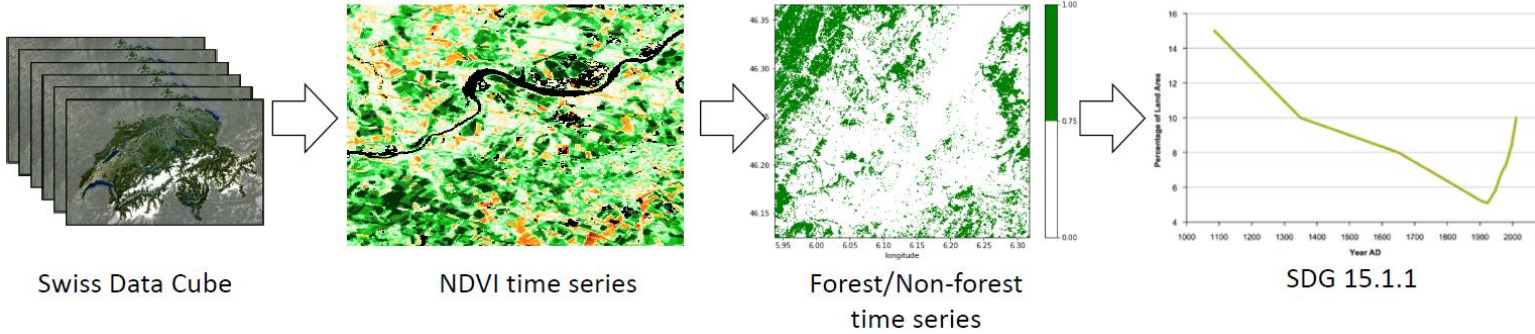 46.35
46.30
46.25
46.20
46.15
5.95 6.00 6.05 6.10 6.15 6.20 6.25 6.30
longitude
1.00
0.75
0.00
Percentage of Land Area
16
14
12
10
8
6
4
1000 1100 1200 1300 1400 1500 1600 1700 1800 1900 2000
Year AD
Swiss Data Cube
NDVI time series
Forest/Non-forest
time series
SDG 15.1.1